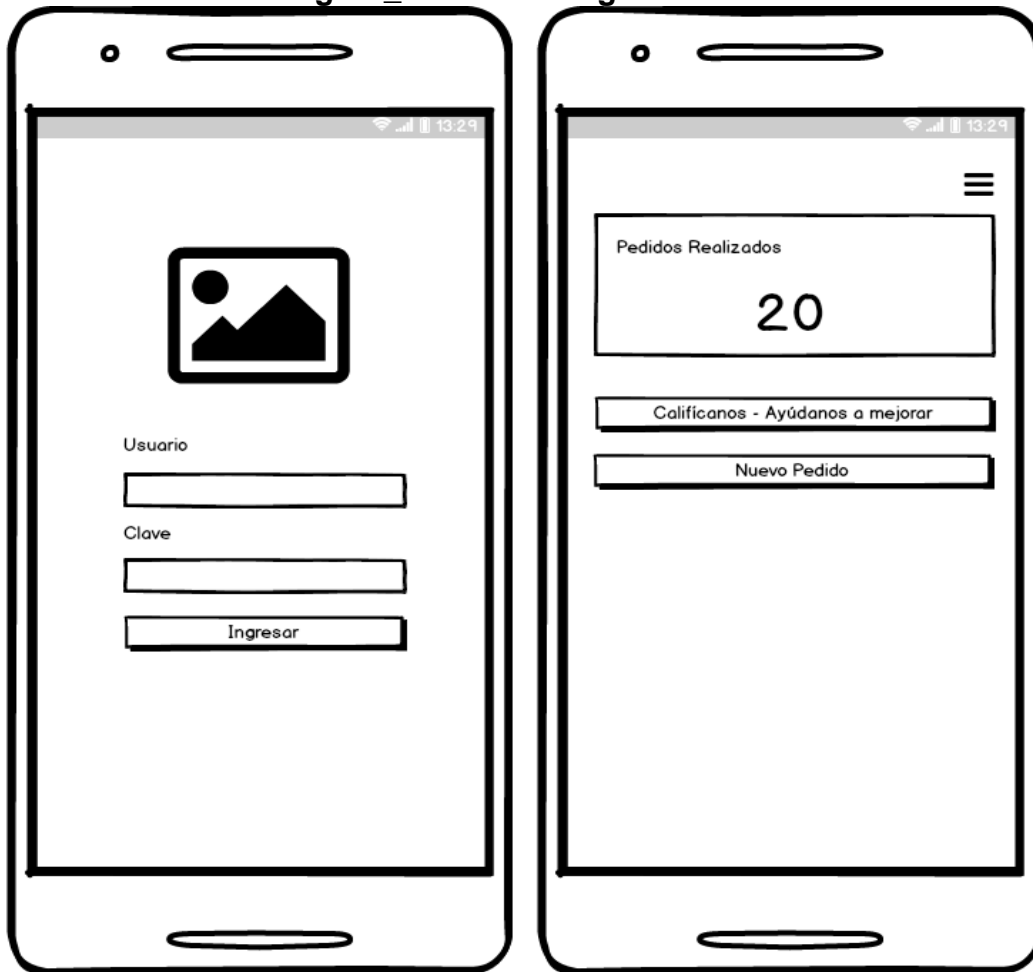 13:29
Usuario
Clave
Ingresar
13:29
Pedidos Realizados
20
Califícanos - Ayúdanos a mejorar
Nuevo Pedido